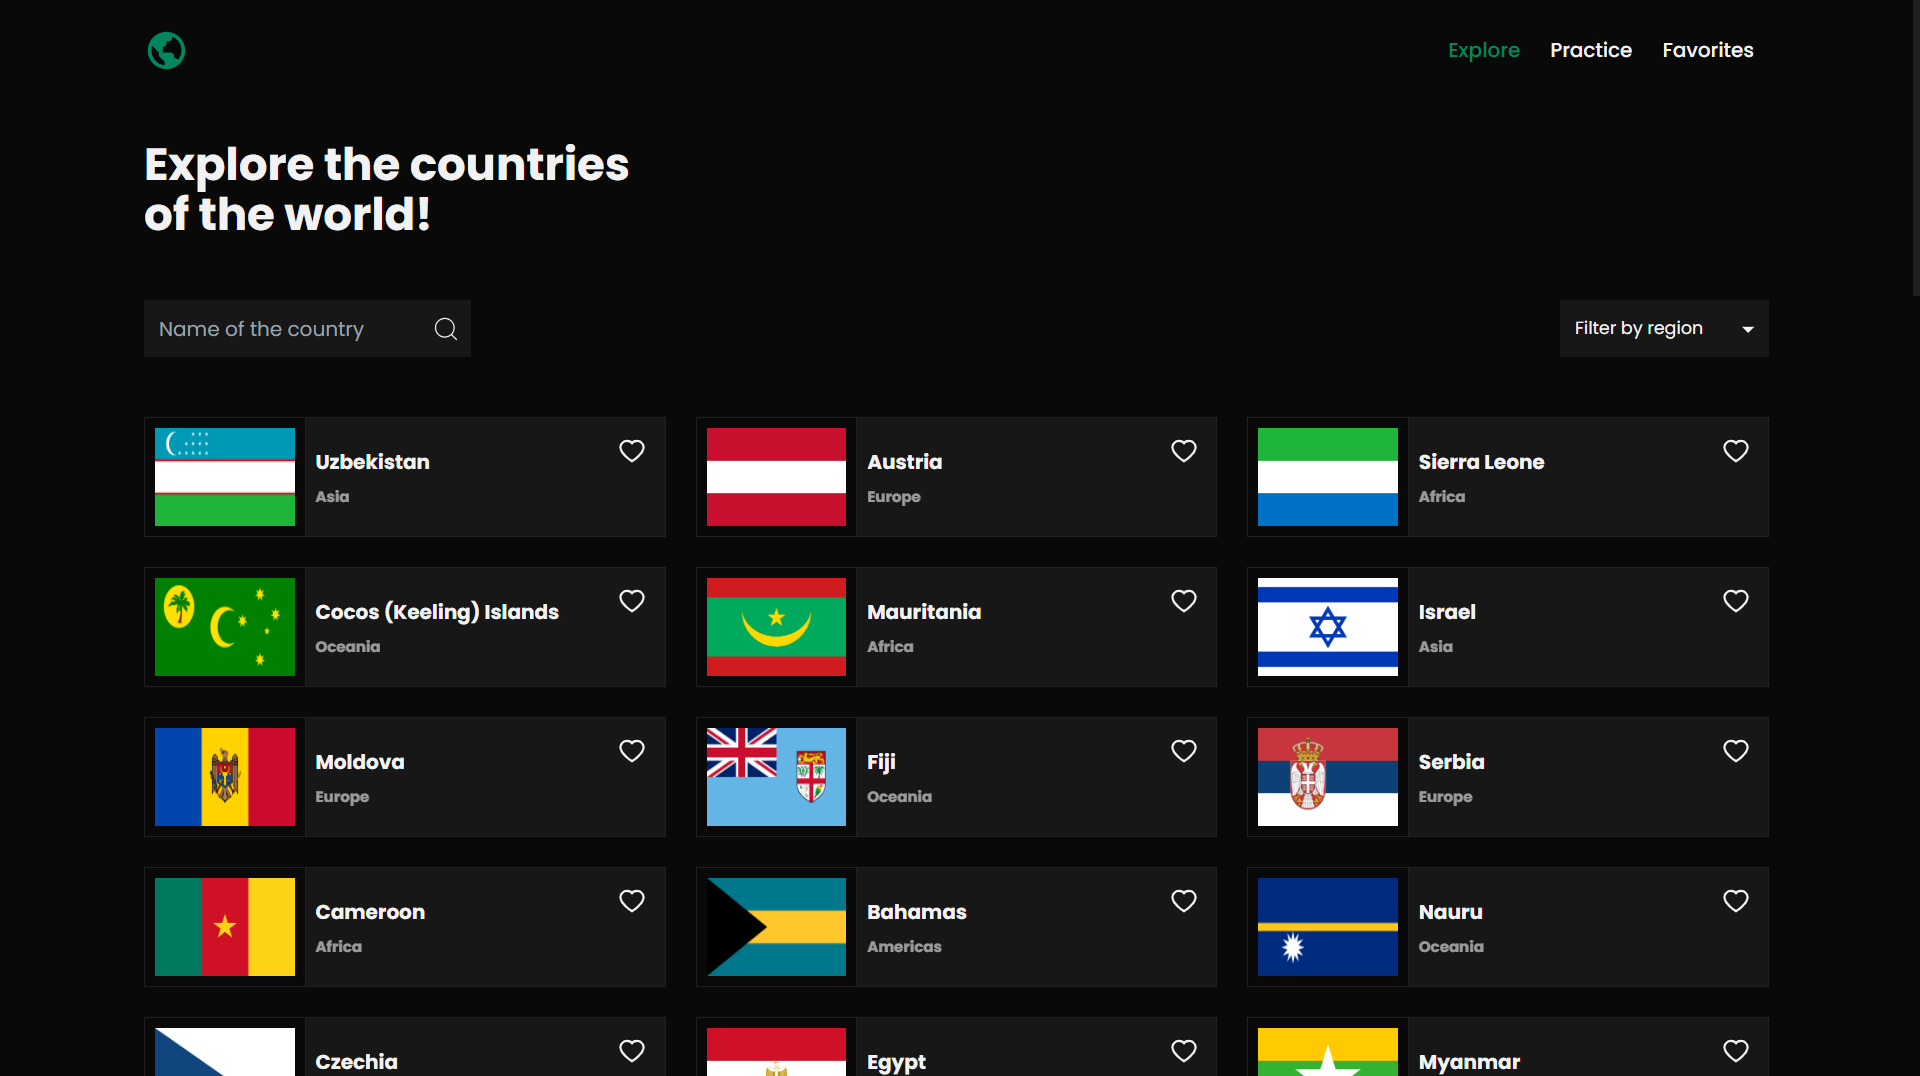 Explore
Practice
Favorites
Explore the countries
of the world!
Name of the country
Filter by region
Uzbekistan
Asia
Austria
Europe
Sierra Leone
Africa
Cocos (Keeling) Islands
Oceania
Mauritania
Africa
Israel
Asia
Moldova
Europe
Fiji
Oceania
Serbia
Europe
Cameroon
Africa
Bahamas
Americas
Nauru
Oceania
Czechia
Egypt
Myanmar